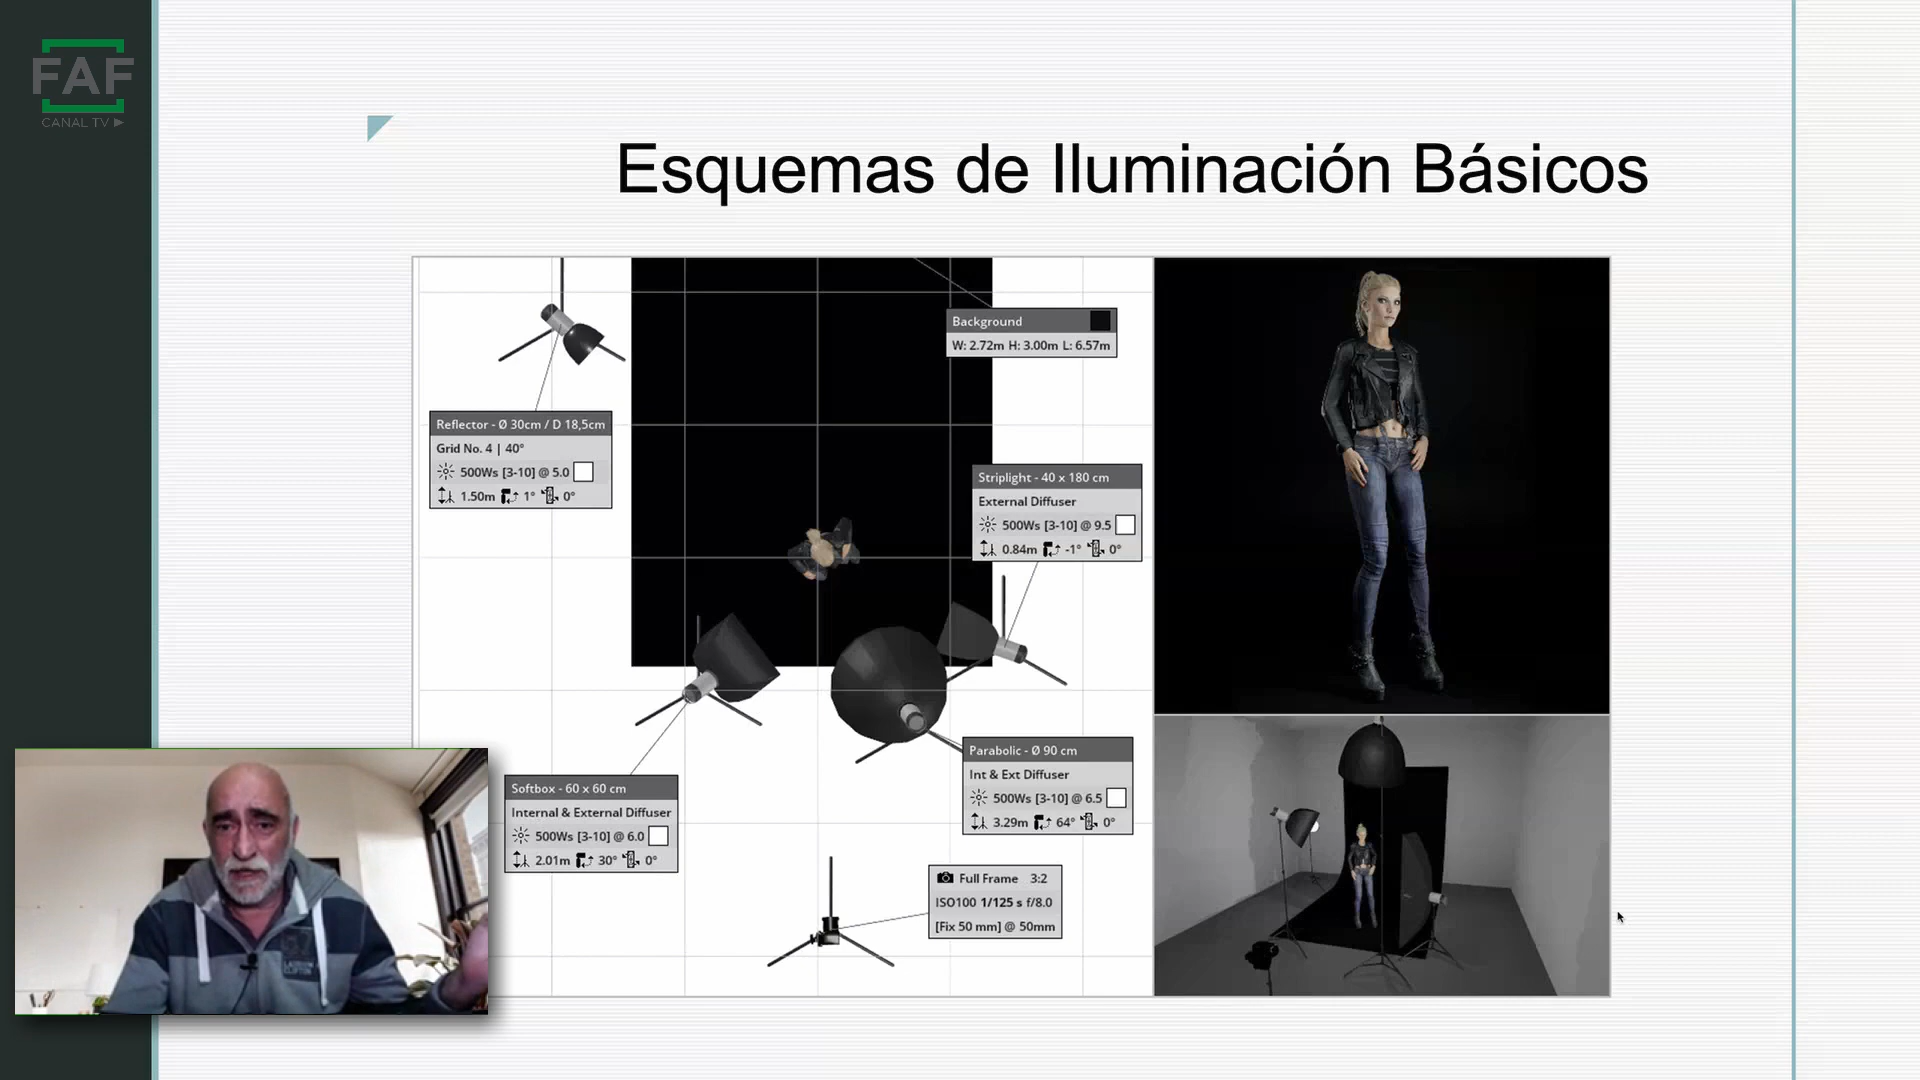 FAF
CANAL TV
Esquemas de Iluminación Básicos
Background
W: 2.72m H: 3.00m L: 6.57m
Reflector - Ø 30cm / D 18,5cm
Grid No. 4 | 40°
500Ws [3-10] @ 5.0
1.50m 1° 0°
Striplight - 40 x 180 cm
External Diffuser
500Ws [3-10] @ 9.5
0.84m -1° 0°
Parabolic - Ø 90 cm
Int & Ext Diffuser
500Ws [3-10] @ 6.5
3.29m 64° 0°
Softbox - 60 x 60 cm
Internal & External Diffuser
500Ws [3-10] @ 6.0
2.01m 30° 0°
Full Frame 3:2
ISO100 1/125 s f/8.0
[Fix 50 mm] @ 50mm